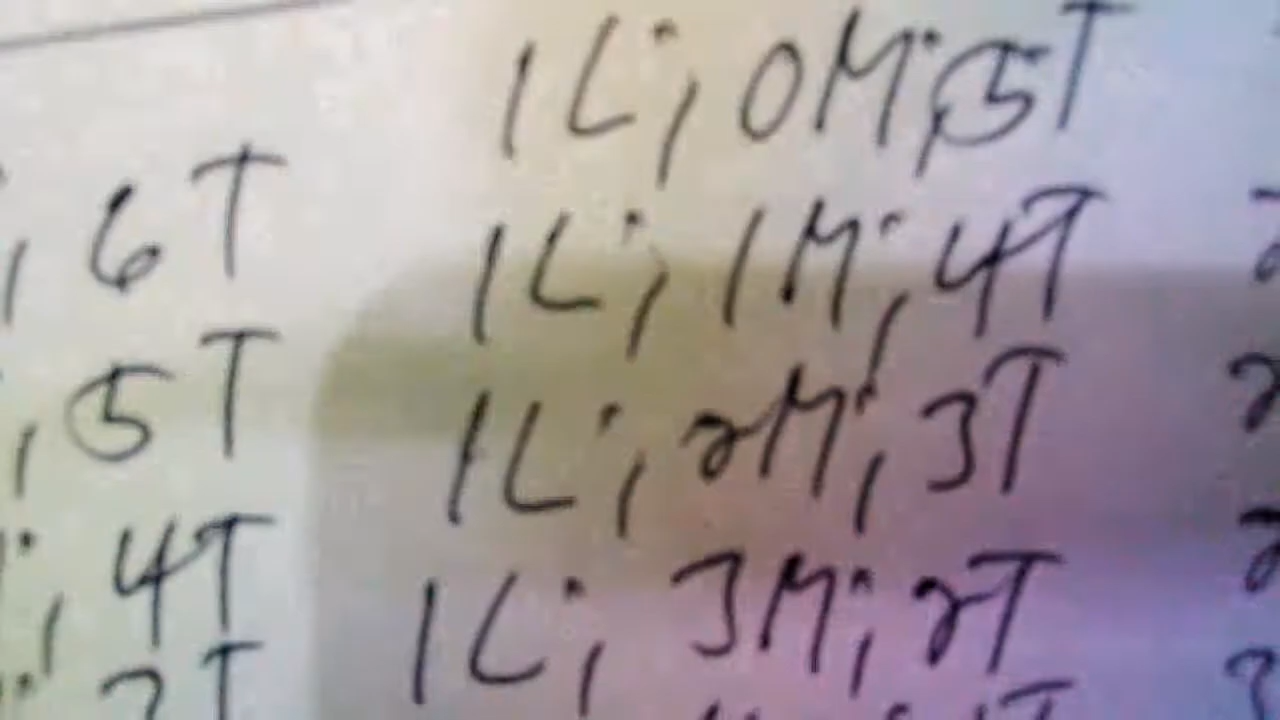 1L; 0M; 5T
; 6T
1L; 1M; 4T
; 5T
1L; 2M; 3T
; 4T
1L; 3M; 2T